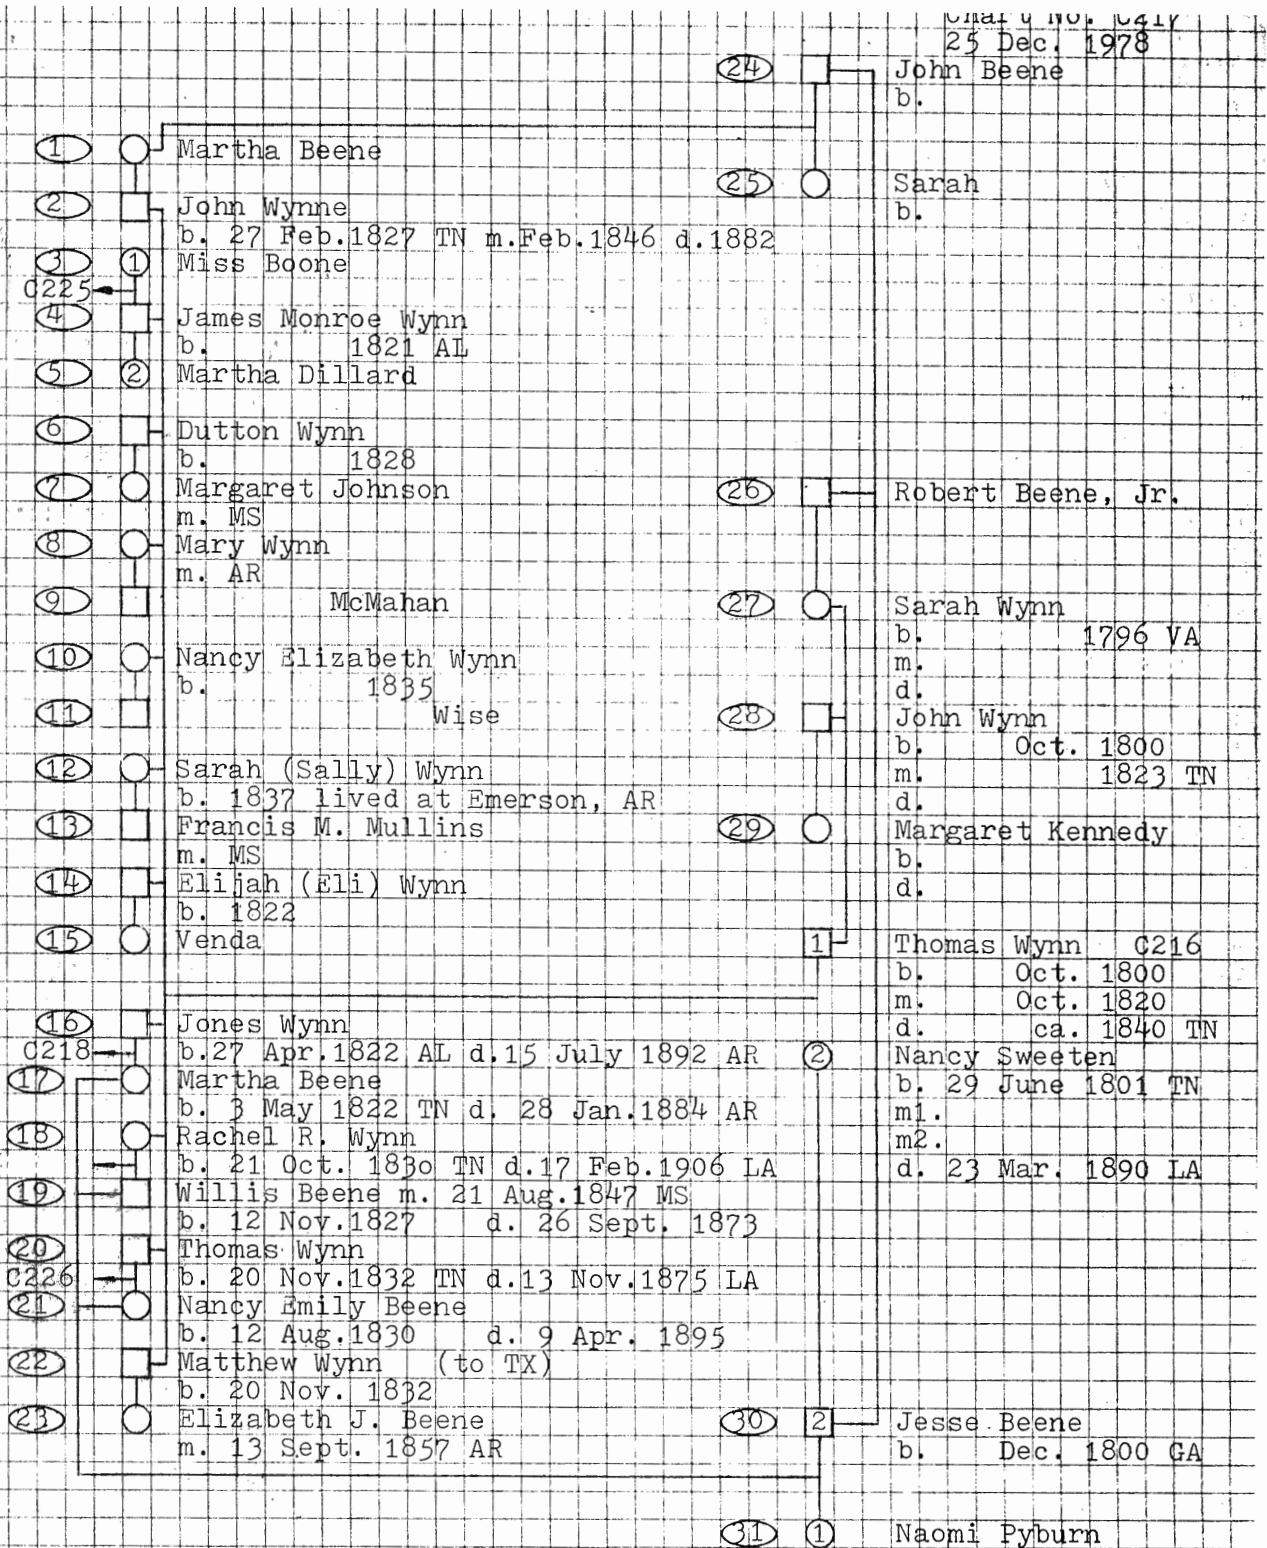 Chart No. C217
25 Dec. 1978
24 John Beene
b.
1 Martha Beene
25 Sarah
b.
2 John Wynne
b. 27 Feb.1827 TN m.Feb.1846 d.1882
3 1 Miss Boone
C225
4 James Monroe Wynn
b. 1821 AL
5 2 Martha Dillard
6 Dutton Wynn
b. 1828
7 Margaret Johnson
m. MS
26 Robert Beene, Jr.
8 Mary Wynn
m. AR
9 McMahan
27 Sarah Wynn
b. 1796 VA
m.
d.
10 Nancy Elizabeth Wynn
b. 1835
11 Wise
28 John Wynn
b. Oct. 1800
m. 1823 TN
d.
12 Sarah (Sally) Wynn
b. 1837 lived at Emerson, AR
13 Francis M. Mullins
m. MS
29 Margaret Kennedy
b.
d.
14 Elijah (Eli) Wynn
b. 1822
15 Venda
1 Thomas Wynn C216
b. Oct. 1800
m. Oct. 1820
d. ca. 1840 TN
16 Jones Wynn
C218 b.27 Apr.1822 AL d.15 July 1892 AR
2 Nancy Sweeten
b. 29 June 1801 TN
m1.
m2.
d. 23 Mar. 1890 LA
17 Martha Beene
b. 3 May 1822 TN d. 28 Jan.1884 AR
18 Rachel R. Wynn
b. 21 Oct. 1830 TN d.17 Feb.1906 LA
19 Willis Beene m. 21 Aug.1847 MS
b. 12 Nov.1827 d. 26 Sept. 1873
20 Thomas Wynn
C226 b. 20 Nov.1832 TN d.13 Nov.1875 LA
21 Nancy Emily Beene
b. 12 Aug.1830 d. 9 Apr. 1895
22 Matthew Wynn (to TX)
b. 20 Nov. 1832
23 Elizabeth J. Beene
m. 13 Sept. 1857 AR
30 2 Jesse Beene
b. Dec. 1800 GA
31 1 Naomi Pyburn